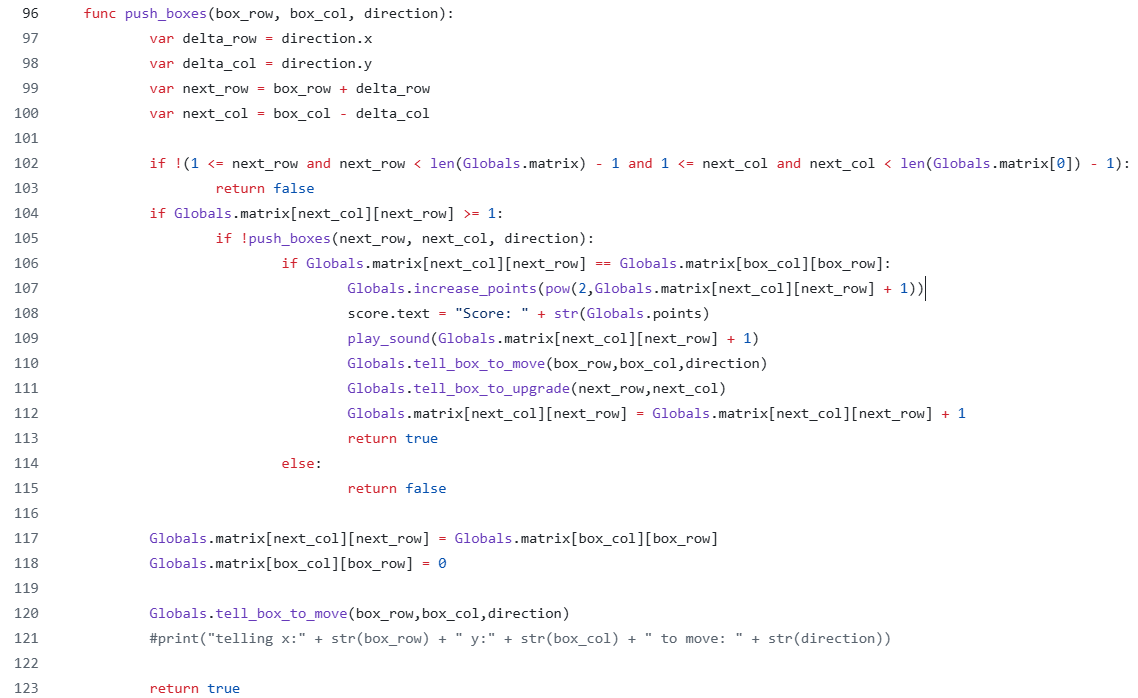 96 func push_boxes(box_row, box_col, direction):
97 var delta_row = direction.x
98 var delta_col = direction.y
99 var next_row = box_row + delta_row
100 var next_col = box_col - delta_col
101
102 if !(1 <= next_row and next_row < len(Globals.matrix) - 1 and 1 <= next_col and next_col < len(Globals.matrix[0]) - 1):
103 return false
104 if Globals.matrix[next_col][next_row] >= 1:
105 if !push_boxes(next_row, next_col, direction):
106 if Globals.matrix[next_col][next_row] == Globals.matrix[box_col][box_row]:
107 Globals.increase_points(pow(2,Globals.matrix[next_col][next_row] + 1))
108 score.text = "Score: " + str(Globals.points)
109 play_sound(Globals.matrix[next_col][next_row] + 1)
110 Globals.tell_box_to_move(box_row,box_col,direction)
111 Globals.tell_box_to_upgrade(next_row,next_col)
112 Globals.matrix[next_col][next_row] = Globals.matrix[next_col][next_row] + 1
113 return true
114 else:
115 return false
116
117 Globals.matrix[next_col][next_row] = Globals.matrix[box_col][box_row]
118 Globals.matrix[box_col][box_row] = 0
119
120 Globals.tell_box_to_move(box_row,box_col,direction)
121 #print("telling x:" + str(box_row) + " y:" + str(box_col) + " to move: " + str(direction))
122
123 return true